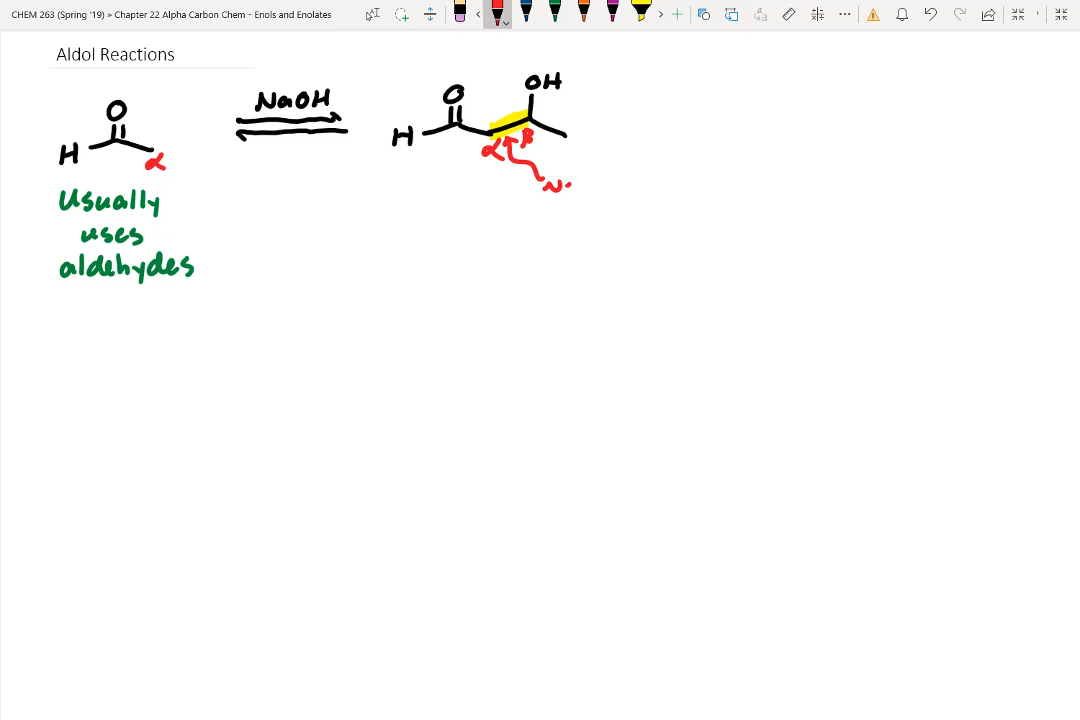 CHEM 263 (Spring '19) » Chapter 22 Alpha Carbon Chem - Enols and Enolates
Aldol Reactions
O
H
α
NaOH
O
OH
H
α
β
N
Usually
uses
aldehydes